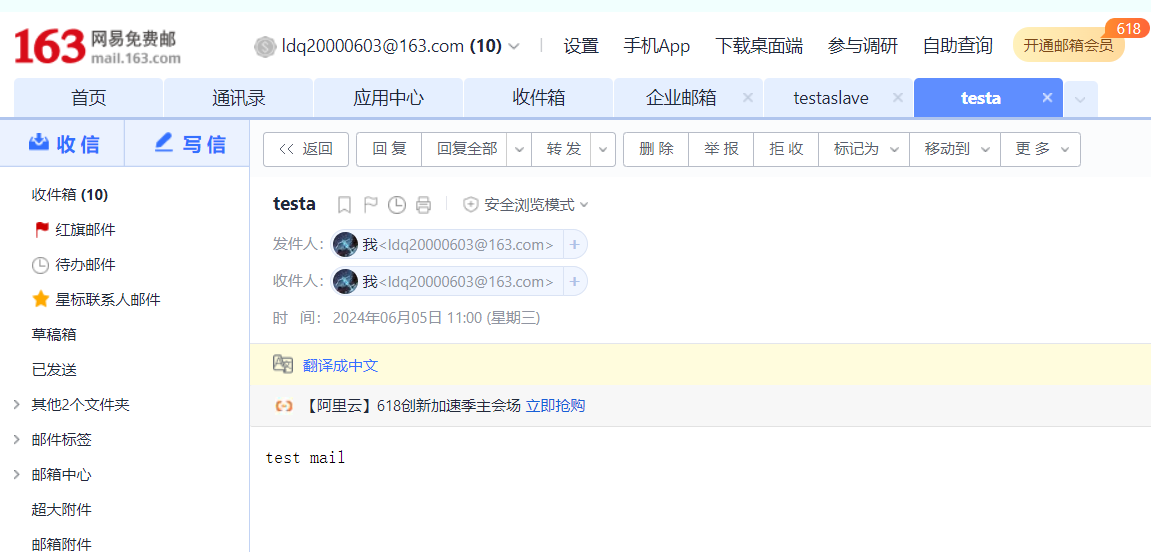 618
163 网易免费邮
mail.163.com
ldq20000603@163.com (10)
设置 手机App 下载桌面端 参与调研 自助查询 开通邮箱会员
首页 通讯录 应用中心 收件箱 企业邮箱 × testaslave × testa ×
收信 写信
<< 返回 回 复 回复全部 转 发 删 除 举 报 拒 收 标记为 移动到 更 多
收件箱 (10)
红旗邮件
待办邮件
星标联系人邮件
草稿箱
已发送
其他2个文件夹
邮件标签
邮箱中心
超大附件
邮箱附件
testa 安全浏览模式
发件人： 我<ldq20000603@163.com> +
收件人： 我<ldq20000603@163.com> +
时 间： 2024年06月05日 11:00 (星期三)
翻译成中文
【阿里云】618创新加速季主会场 立即抢购
test mail